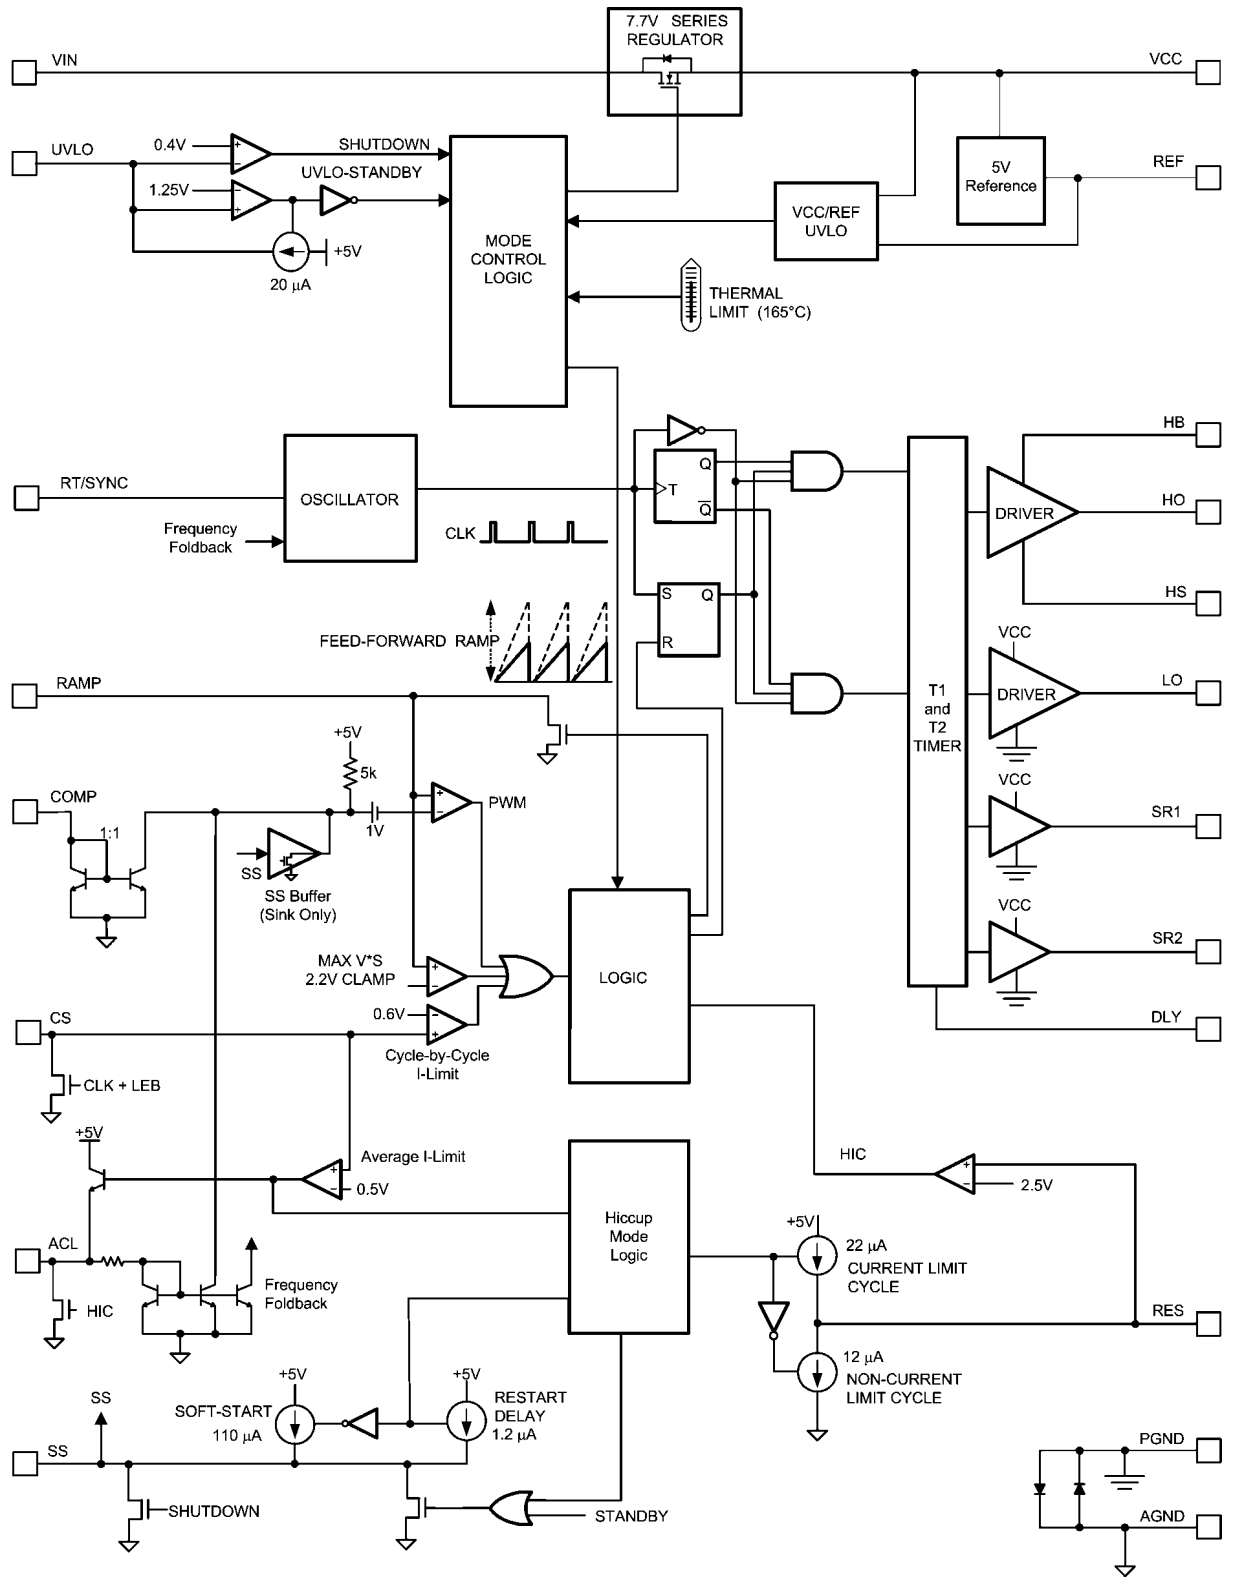 7.7V SERIES
REGULATOR
VIN
VCC
UVLO
0.4V
+
−
SHUTDOWN
UVLO-STANDBY
1.25V
−
+
+5V
20 µA
MODE
CONTROL
LOGIC
5V
Reference
REF
VCC/REF
UVLO
THERMAL
LIMIT (165°C)
RT/SYNC
OSCILLATOR
Frequency
Foldback
CLK
Q
T
Q
S
Q
R
HB
DRIVER
HO
HS
FEED-FORWARD RAMP
RAMP
VCC
DRIVER
LO
T1
and
T2
TIMER
+5V
5k
COMP
1:1
1V
+
−
PWM
SS
SS Buffer
(Sink Only)
VCC
SR1
VCC
SR2
MAX V*S
2.2V CLAMP
+
−
LOGIC
CS
0.6V
−
+
Cycle-by-Cycle
I-Limit
DLY
CLK + LEB
+5V
Average I-Limit
+
−
0.5V
HIC
+
−
2.5V
Hiccup
Mode
Logic
+5V
22 µA
CURRENT LIMIT
CYCLE
ACL
HIC
Frequency
Foldback
RES
12 µA
NON-CURRENT
LIMIT CYCLE
+5V
+5V
SS
SOFT-START
110 µA
RESTART
DELAY
1.2 µA
SS
SHUTDOWN
STANDBY
PGND
AGND